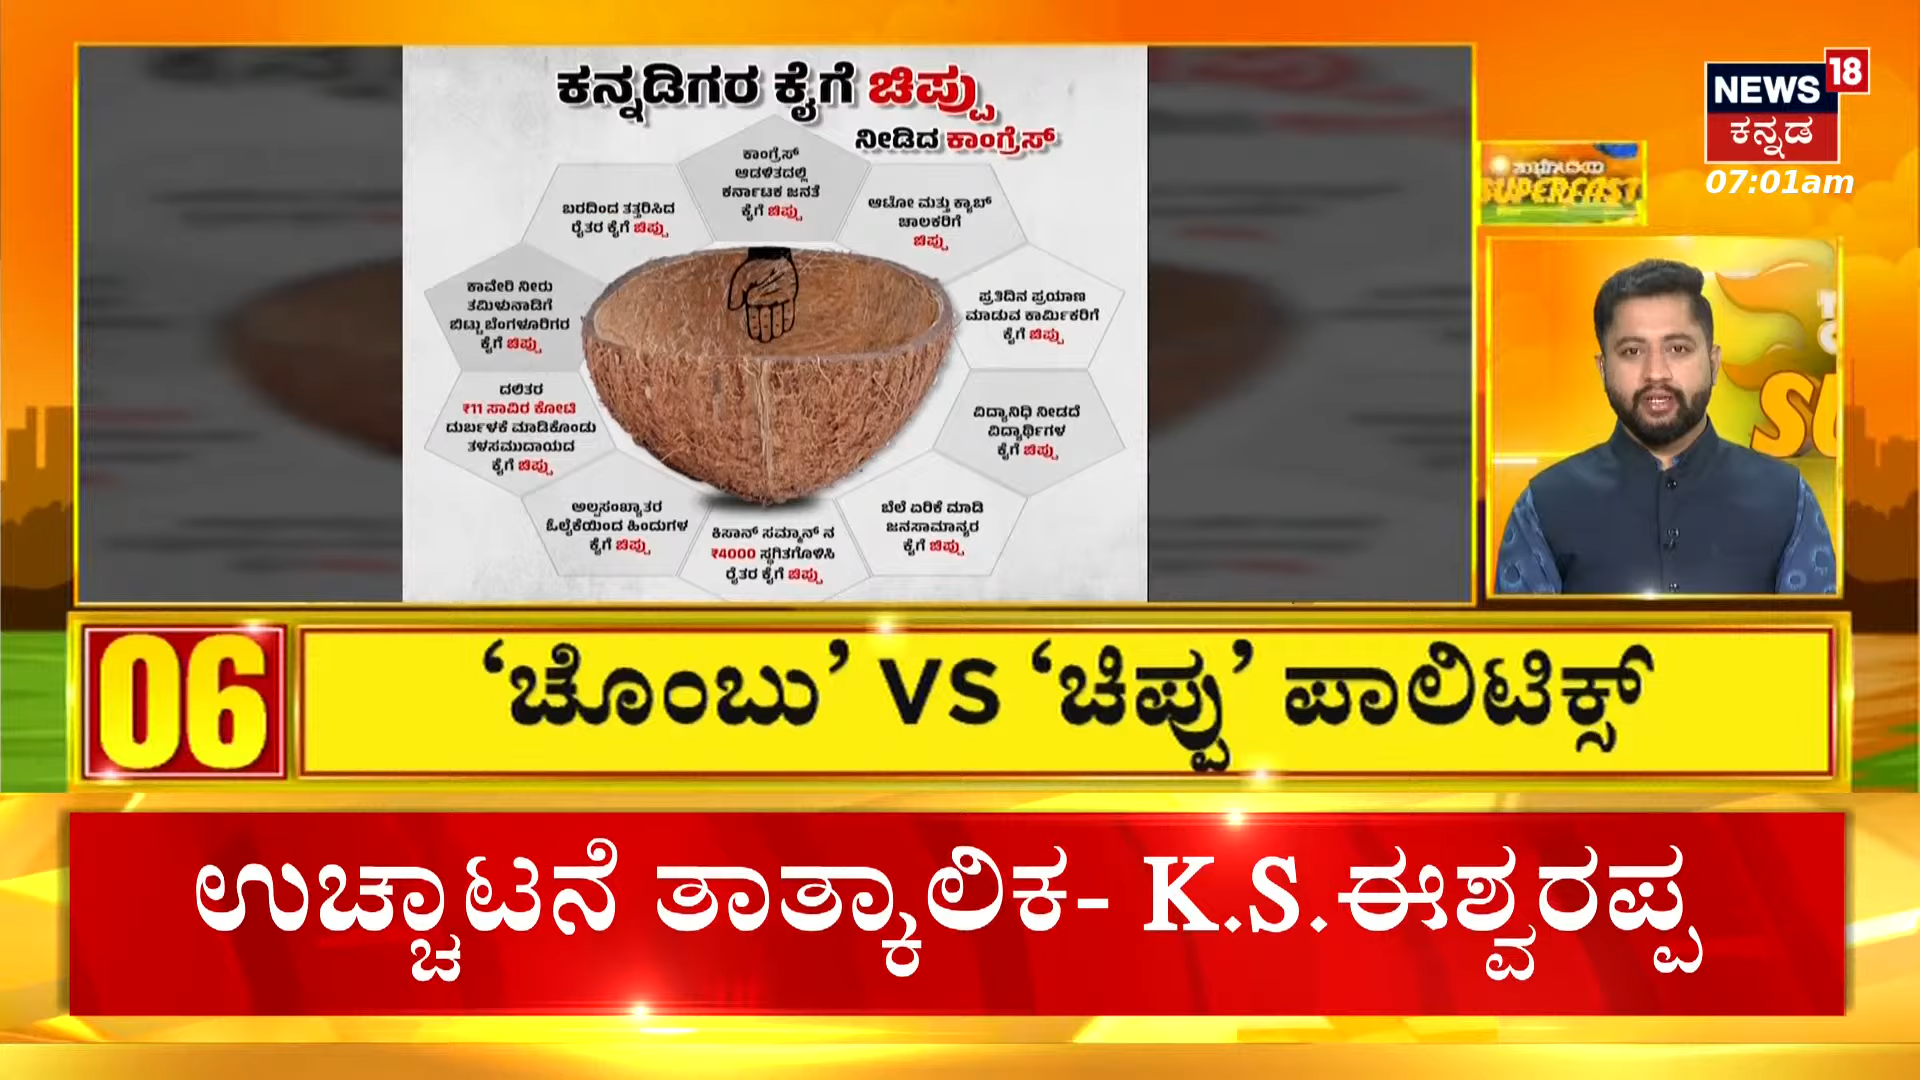 ಕನ್ನಡಿಗರ ಕೈಗೆ ಚಿಪ್ಪು
ನೀಡಿದ ಕಾಂಗ್ರೆಸ್
ಕಾಂಗ್ರೆಸ್
ಆಡಳಿತದಲ್ಲಿ
ಕರ್ನಾಟಕ ಜನತೆ
ಕೈಗೆ ಚಿಪ್ಪು
ಬರದಿಂದ ತತ್ತರಿಸಿದ
ರೈತರ ಕೈಗೆ ಚಿಪ್ಪು
ಆಟೋ ಮತ್ತು ಕ್ಯಾಬ್
ಚಾಲಕರಿಗೆ
ಚಿಪ್ಪು
ಕಾವೇರಿ ನೀರು
ತಮಿಳುನಾಡಿಗೆ
ಬಿಟ್ಟು ಬೆಂಗಳೂರಿಗರ
ಕೈಗೆ ಚಿಪ್ಪು
ಪ್ರತಿದಿನ ಪ್ರಯಾಣ
ಮಾಡುವ ಕಾರ್ಮಿಕರಿಗೆ
ಕೈಗೆ ಚಿಪ್ಪು
ದಲಿತರ
₹11 ಸಾವಿರ ಕೋಟಿ
ದುರ್ಬಳಕೆ ಮಾಡಿಕೊಂಡು
ತಳಸಮುದಾಯದ
ಕೈಗೆ ಚಿಪ್ಪು
ವಿದ್ಯಾನಿಧಿ ನೀಡದೆ
ವಿದ್ಯಾರ್ಥಿಗಳ
ಕೈಗೆ ಚಿಪ್ಪು
ಅಲ್ಪಸಂಖ್ಯಾತರ
ಓಲೈಕೆಯಿಂದ ಹಿಂದುಗಳ
ಕೈಗೆ ಚಿಪ್ಪು
ಕಿಸಾನ್ ಸಮ್ಮಾನ್ ನ
₹4000 ಸ್ಥಗಿತಗೊಳಿಸಿ
ರೈತರ ಕೈಗೆ ಚಿಪ್ಪು
ಬೆಲೆ ಏರಿಕೆ ಮಾಡಿ
ಜನಸಾಮಾನ್ಯರ
ಕೈಗೆ ಚಿಪ್ಪು
NEWS 18
ಕನ್ನಡ
07:01am
ಸುಭೋದಯ
SUPERFAST
06
‘ಚೊಂಬು’ VS ‘ಚಿಪ್ಪು’ ಪಾಲಿಟಿಕ್ಸ್
ಉಚ್ಚಾಟನೆ ತಾತ್ಕಾಲಿಕ- K.S.ಈಶ್ವರಪ್ಪ